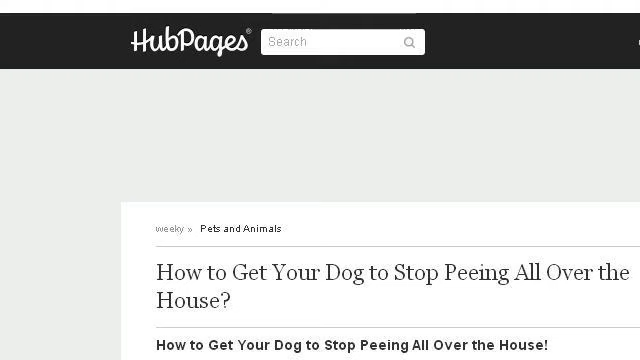 HubPages®
Search
weeky » Pets and Animals
How to Get Your Dog to Stop Peeing All Over the
House?
How to Get Your Dog to Stop Peeing All Over the House!